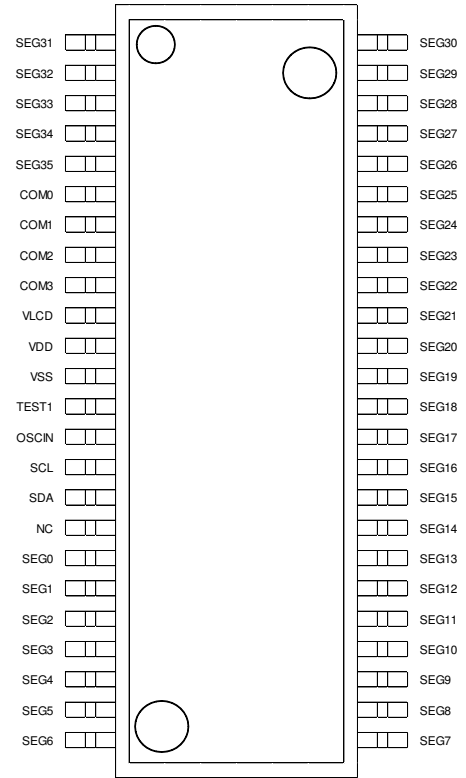 SEG31 SEG30
SEG32 SEG29
SEG33 SEG28
SEG34 SEG27
SEG35 SEG26
COM0 SEG25
COM1 SEG24
COM2 SEG23
COM3 SEG22
VLCD SEG21
VDD SEG20
VSS SEG19
TEST1 SEG18
OSCIN SEG17
SCL SEG16
SDA SEG15
NC SEG14
SEG0 SEG13
SEG1 SEG12
SEG2 SEG11
SEG3 SEG10
SEG4 SEG9
SEG5 SEG8
SEG6 SEG7